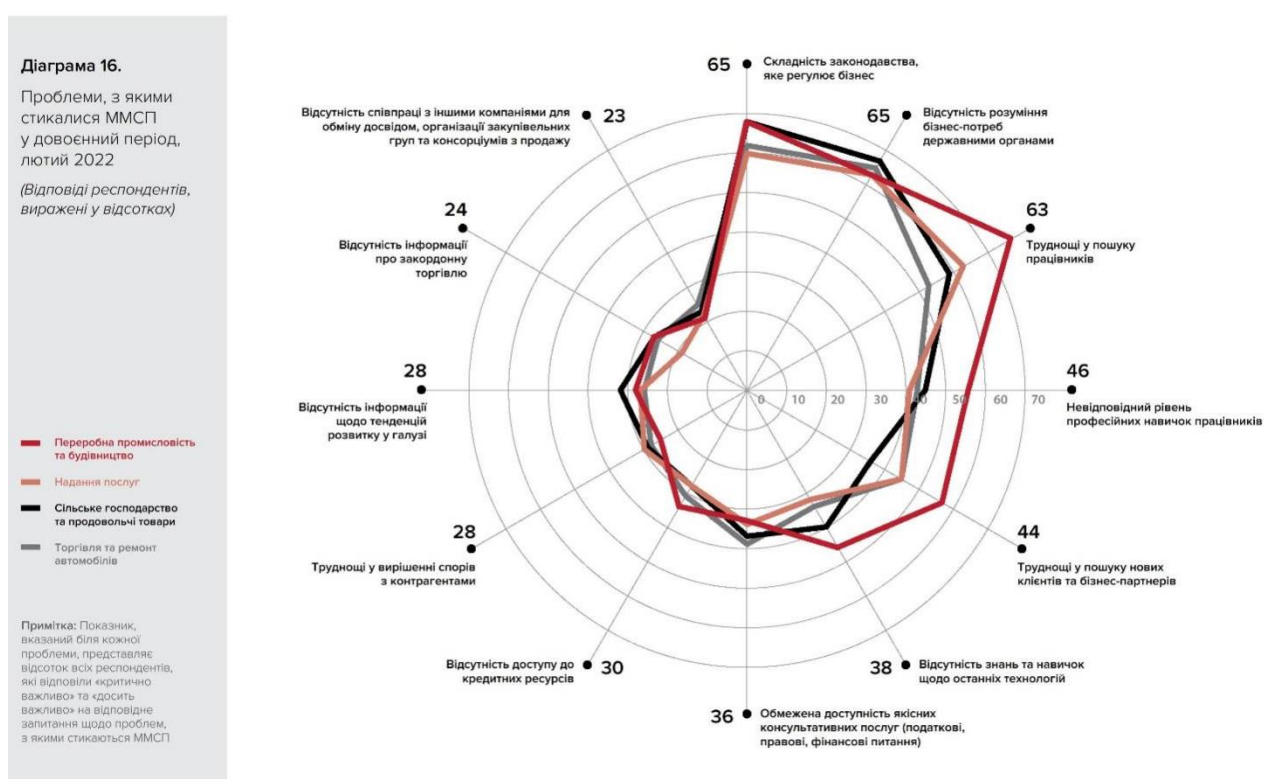 Діаграма 16.
Проблеми, з якими
стикалися ММСП
у довоєнний період,
лютий 2022
(Відповіді респондентів,
виражені у відсотках)
Переробна промисловість
та будівництво
Надання послуг
Сільське господарство
та продовольчі товари
Торгівля та ремонт
автомобілів
Примітка: Показник,
вказаний біля кожної
проблеми, представляє
відсоток всіх респондентів,
які відповіли «критично
важливо» та «досить
важливо» на відповідне
запитання щодо проблем,
з якими стикаються ММСП
65
Складність законодавства,
яке регулює бізнес
65
Відсутність розуміння
бізнес-потреб
державними органами
63
Труднощі у пошуку
працівників
46
Невідповідний рівень
професійних навичок працівників
44
Труднощі у пошуку нових
клієнтів та бізнес-партнерів
38
Відсутність знань та навичок
щодо останніх технологій
36
Обмежена доступність якісних
консультативних послуг (податкові,
правові, фінансові питання)
30
Відсутність доступу до
кредитних ресурсів
28
Труднощі у вирішенні спорів
з контрагентами
28
Відсутність інформації
щодо тенденцій
розвитку у галузі
24
Відсутність інформації
про закордонну
торгівлю
23
Відсутність співпраці з іншими компаніями для
обміну досвідом, організації закупівельних
груп та консорціумів з продажу
0 10 20 30 40 50 60 70